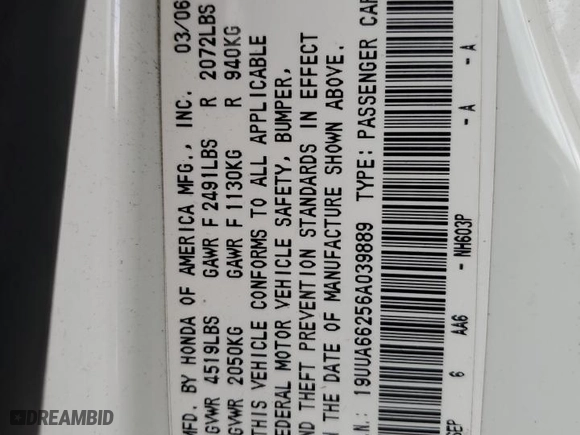 MFD. BY HONDA OF AMERICA MFG., INC. 03/06
GVWR 4519LBS GAWR F 2491LBS R 2072LBS
GVWR 2050KG GAWR F 1130KG R 940KG
THIS VEHICLE CONFORMS TO ALL APPLICABLE
FEDERAL MOTOR VEHICLE SAFETY, BUMPER,
AND THEFT PREVENTION STANDARDS IN EFFECT
ON THE DATE OF MANUFACTURE SHOWN ABOVE.
V.I.N.: 19UUA66256A039889 TYPE: PASSENGER CAR
6 AA6 - NH603P - A - A
DREAMBID